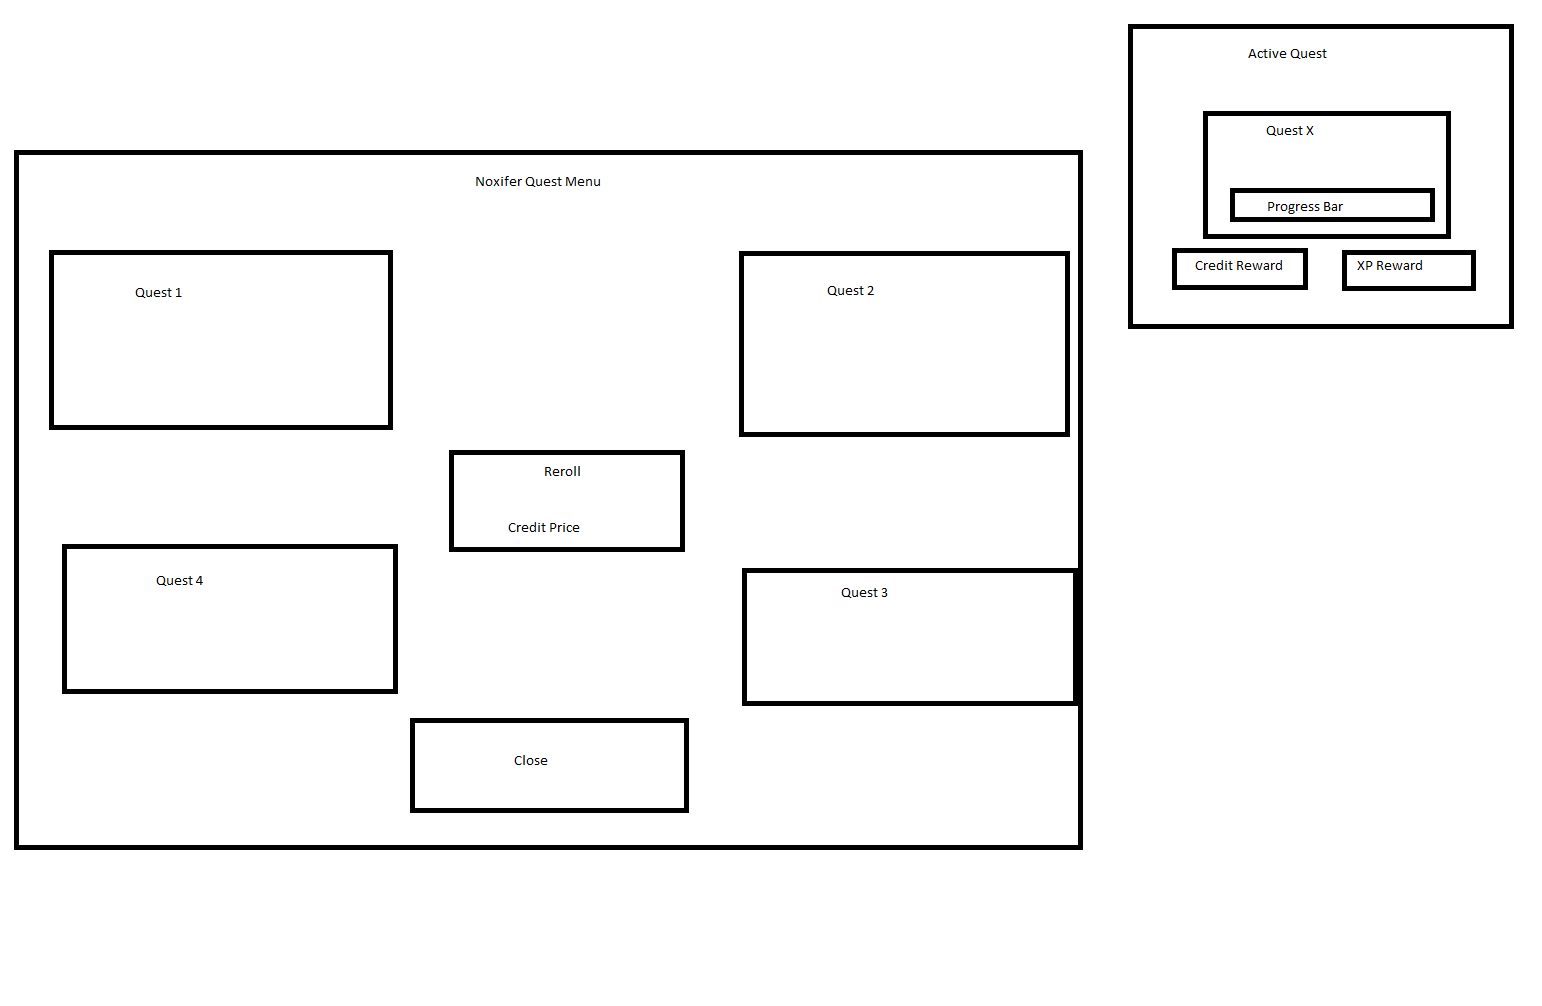 Active Quest
Quest X
Progress Bar
Credit Reward
XP Reward
Noxifer Quest Menu
Quest 1
Quest 2
Reroll
Credit Price
Quest 4
Quest 3
Close